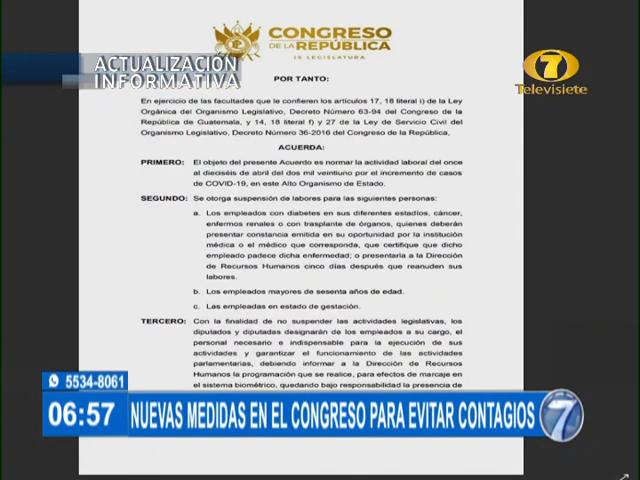 CONGRESO
DE LA REPÚBLICA
IX LEGISLATURA
ACTUALIZACIÓN
INFORMATIVA
7
Televisiete
POR TANTO:
En ejercicio de las facultades que le confieren los artículos 17, 18 literal i) de la Ley
Orgánica del Organismo Legislativo, Decreto Número 63-94 del Congreso de la
República de Guatemala, y 14, 18 literal f) y 27 de la Ley de Servicio Civil del
Organismo Legislativo, Decreto Número 36-2016 del Congreso de la República,
ACUERDA:
PRIMERO: El objeto del presente Acuerdo es normar la actividad laboral del once
al dieciséis de abril del dos mil veintiuno por el incremento de casos
de COVID-19, en este Alto Organismo de Estado.
SEGUNDO: Se otorga suspensión de labores para las siguientes personas:
a. Los empleados con diabetes en sus diferentes estadíos, cáncer,
enfermos renales o con trasplante de órganos, quienes deberán
presentar constancia emitida en su oportunidad por la institución
médica o el médico que corresponda, que certifique que dicho
empleado padece dicha enfermedad; o presentarla a la Dirección
de Recursos Humanos cinco días después que reanuden sus
labores.
b. Los empleados mayores de sesenta años de edad.
c. Las empleadas en estado de gestación.
TERCERO: Con la finalidad de no suspender las actividades legislativas, los
diputados y diputadas designarán de los empleados a su cargo, el
personal necesario e indispensable para la ejecución de sus
actividades y garantizar el funcionamiento de las actividades
parlamentarias, debiendo informar a la Dirección de Recursos
Humanos la programación que se realice, para efectos de marcaje en
el sistema biométrico, quedando bajo responsabilidad la presencia de
5534-8061
06:57 NUEVAS MEDIDAS EN EL CONGRESO PARA EVITAR CONTAGIOS 7